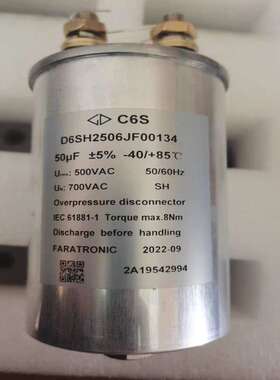 C6S
D6SH2506JF00134
50μF ±5% -40/+85℃
Urms: 500VAC 50/60Hz
UN: 700VAC SH
Overpressure disconnector
IEC 61881-1 Torque max.8Nm
Discharge before handling
FARATRONIC 2022-09
2A19542994